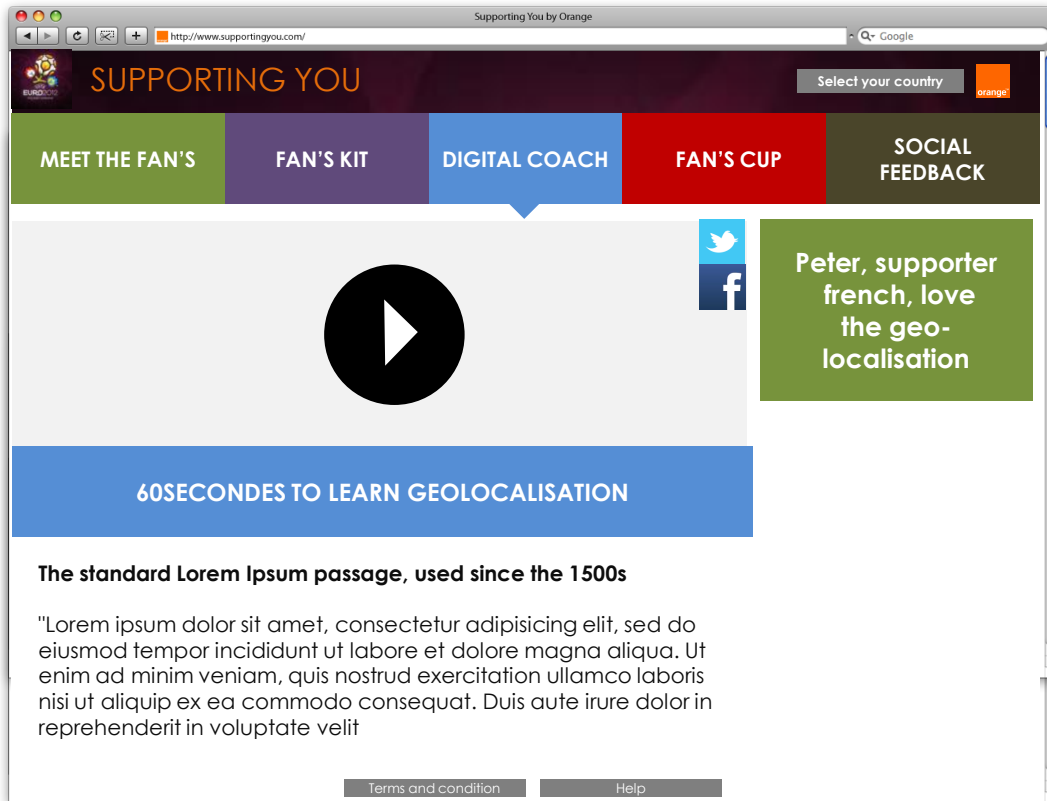 Supporting You by Orange
http://www.supportingyou.com/
Google
EURO2012
SUPPORTING YOU
Select your country
orange
MEET THE FAN’S
FAN’S KIT
DIGITAL COACH
FAN’S CUP
SOCIAL
FEEDBACK
f
Peter, supporter
french, love
the geo-
localisation
60SECONDES TO LEARN GEOLOCALISATION
The standard Lorem Ipsum passage, used since the 1500s
"Lorem ipsum dolor sit amet, consectetur adipisicing elit, sed do
eiusmod tempor incididunt ut labore et dolore magna aliqua. Ut
enim ad minim veniam, quis nostrud exercitation ullamco laboris
nisi ut aliquip ex ea commodo consequat. Duis aute irure dolor in
reprehenderit in voluptate velit
Terms and condition
Help